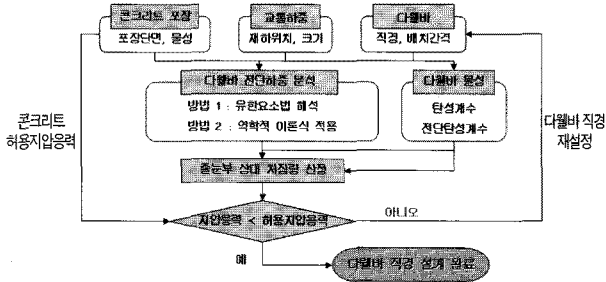 콘크리트 포장
포장단면, 물성
교통하중
재하위치, 크기
다웰바
직경, 배치간격
다웰바 전단하중 분석
방법 1 : 유한요소법 해석
방법 2 : 역학적 이론식 적용
다웰바 물성
탄성계수
전단탄성계수
콘크리트
허용지압응력
다웰바 직경
재설정
줄눈부 상대 처짐량 산정
지압응력 < 허용지압응력
아니오
예
다웰바 직경 설계 완료